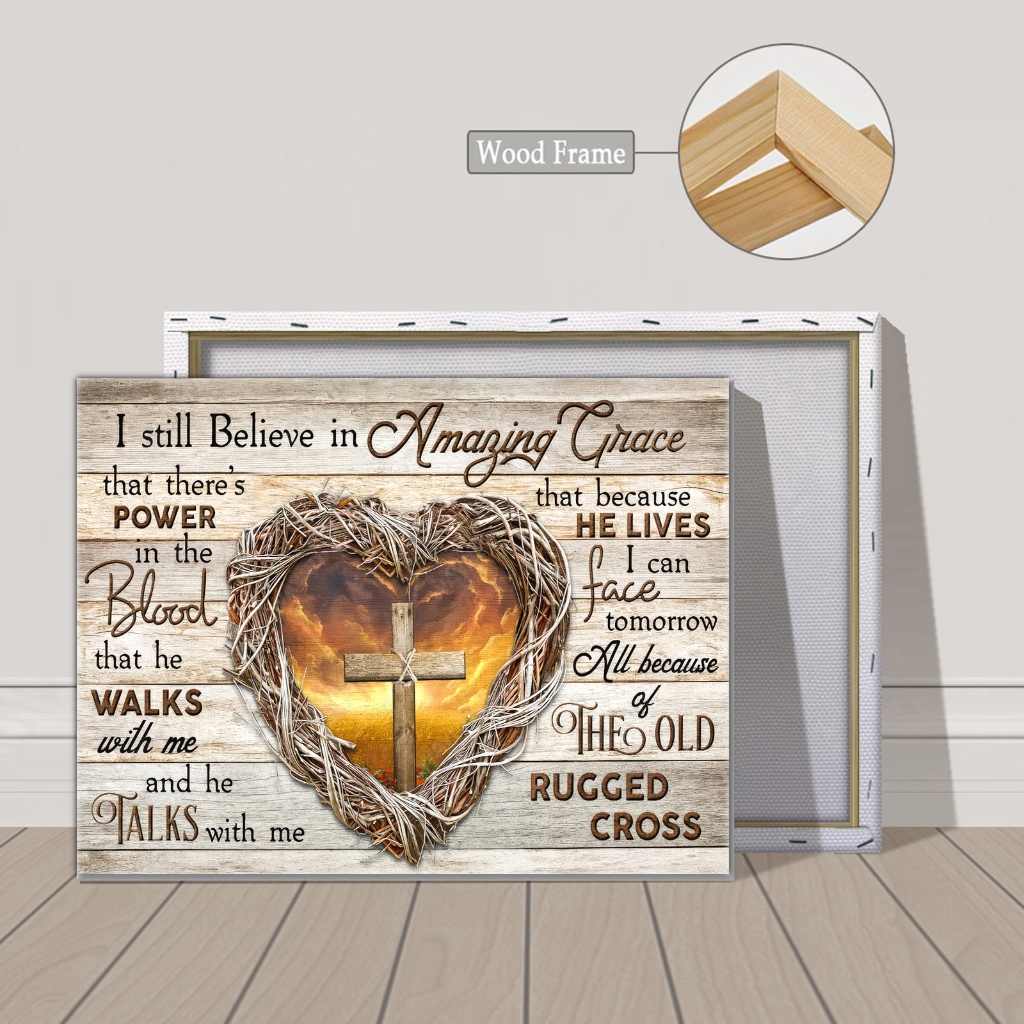 Wood Frame
I still Believe in Amazing Grace
that there's
POWER
in the
Blood
that he
WALKS
with me
and he
TALKS with me
that because
HE LIVES
I can
face
tomorrow
All because
of
THE OLD
RUGGED
CROSS